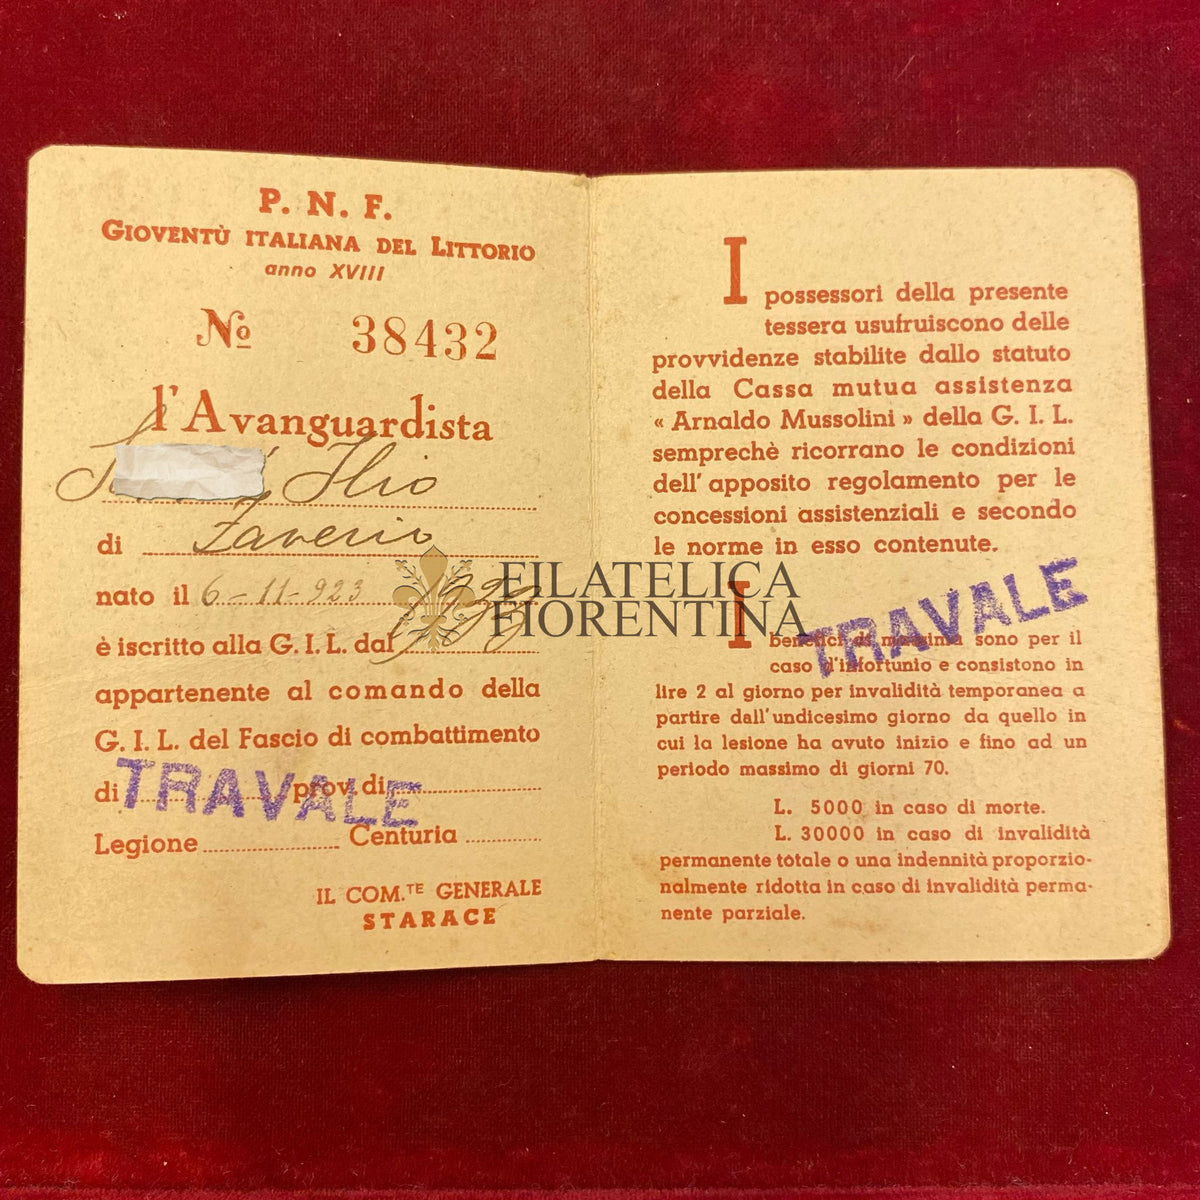 P. N. F.
GIOVENTÙ ITALIANA DEL LITTORIO
anno XVIII
Nº 38432
l'Avanguardista
Ilio
di Zaverio
nato il 6-11-923
è iscritto alla G. I. L. dal
appartenente al comando della
G. I. L. del Fascio di combattimento
di TRAVALE prov. di
Legione Centuria
IL COM.TE GENERALE
STARACE
I possessori della presente
tessera usufruiscono delle
provvidenze stabilite dallo statuto
della Cassa mutua assistenza
« Arnaldo Mussolini » della G. I. L.
semprechè ricorrano le condizioni
dell' apposito regolamento per le
concessioni assistenziali e secondo
le norme in esso contenute.
TRAVALE
I benefici di massima sono per il
caso d'infortunio e consistono in
lire 2 al giorno per invalidità temporanea a
partire dall'undicesimo giorno da quello in
cui la lesione ha avuto inizio e fino ad un
periodo massimo di giorni 70.
L. 5000 in caso di morte.
L. 30000 in caso di invalidità
permanente totale o una indennità proporzio-
nalmente ridotta in caso di invalidità perma-
nente parziale.
FILATELICA
FIORENTINA